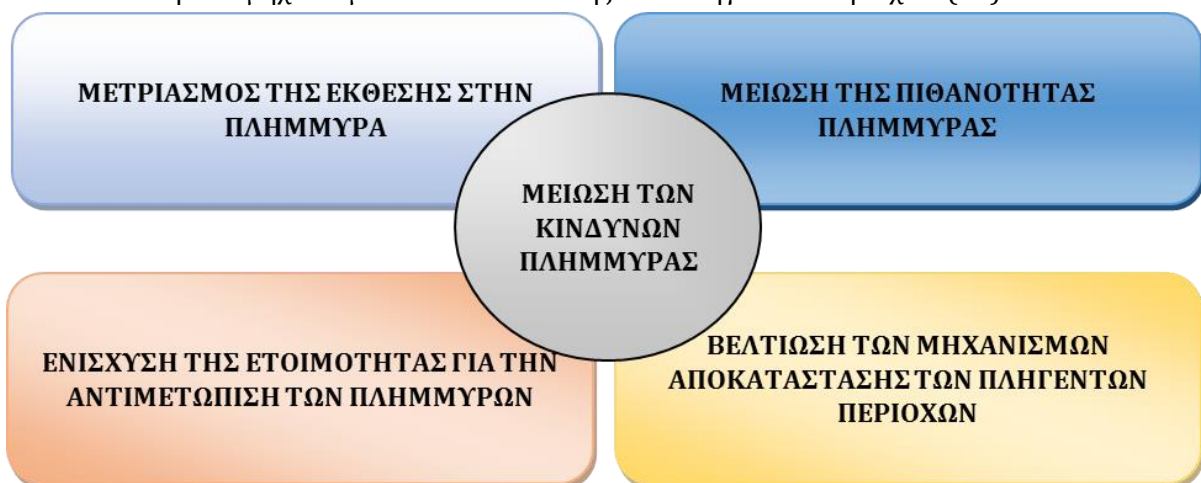 ΜΕΤΡΙΑΣΜΟΣ ΤΗΣ ΕΚΘΕΣΗΣ ΣΤΗΝ
ΠΛΗΜΜΥΡΑ
ΜΕΙΩΣΗ ΤΗΣ ΠΙΘΑΝΟΤΗΤΑΣ
ΠΛΗΜΜΥΡΑΣ
ΜΕΙΩΣΗ ΤΩΝ
ΚΙΝΔΥΝΩΝ
ΠΛΗΜΜΥΡΑΣ
ΕΝΙΣΧΥΣΗ ΤΗΣ ΕΤΟΙΜΟΤΗΤΑΣ ΓΙΑ ΤΗΝ
ΑΝΤΙΜΕΤΩΠΙΣΗ ΤΩΝ ΠΛΗΜΜΥΡΩΝ
ΒΕΛΤΙΩΣΗ ΤΩΝ ΜΗΧΑΝΙΣΜΩΝ
ΑΠΟΚΑΤΑΣΤΑΣΗΣ ΤΩΝ ΠΛΗΓΕΝΤΩΝ
ΠΕΡΙΟΧΩΝ